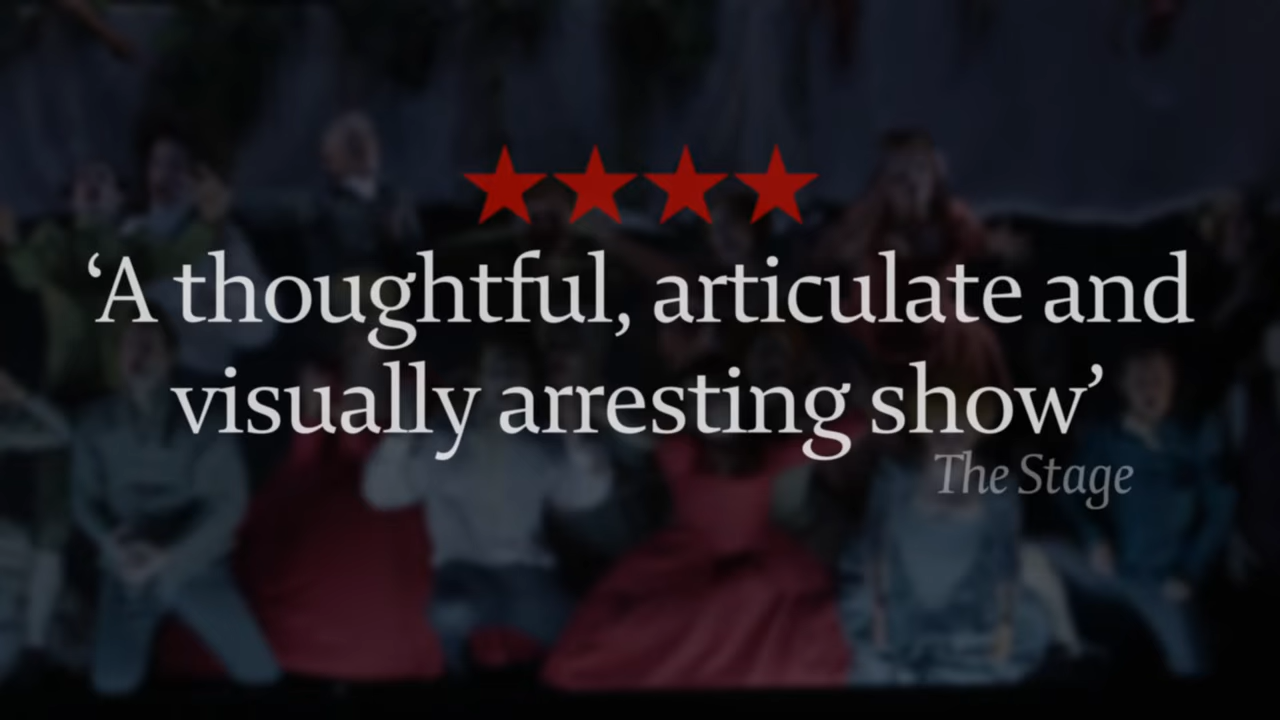 ‘A thoughtful, articulate and
visually arresting show’
The Stage